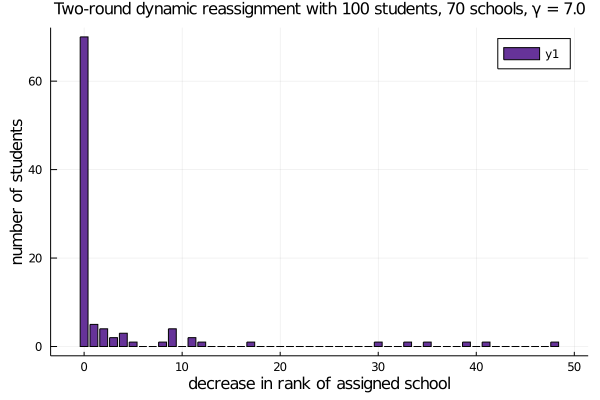 Two-round dynamic reassignment with 100 students, 70 schools, γ = 7.0
y1
number of students
60
40
20
0
0 10 20 30 40 50
decrease in rank of assigned school